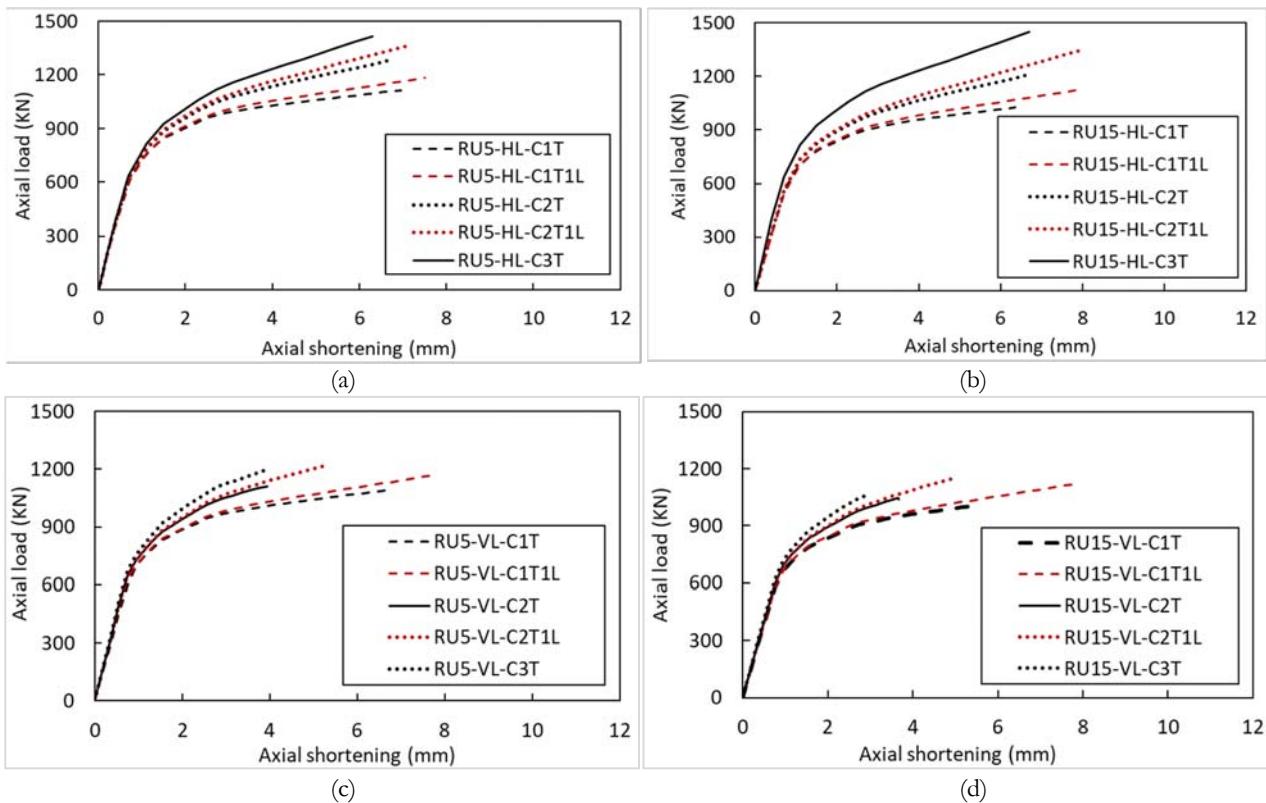 1500
1200
900
600
300
0
Axial load (KN)
RU5-HL-C1T
RU5-HL-C1T1L
RU5-HL-C2T
RU5-HL-C2T1L
RU5-HL-C3T
0 2 4 6 8 10 12
Axial shortening (mm)
(a)
1500
1200
900
600
300
0
Axial load (KN)
RU15-HL-C1T
RU15-HL-C1T1L
RU15-HL-C2T
RU15-HL-C2T1L
RU15-HL-C3T
0 2 4 6 8 10 12
Axial shortening (mm)
(b)
1500
1200
900
600
300
0
Axial load (KN)
RU5-VL-C1T
RU5-VL-C1T1L
RU5-VL-C2T
RU5-VL-C2T1L
RU5-VL-C3T
0 2 4 6 8 10 12
Axial shortening (mm)
(c)
1500
1200
900
600
300
0
Axial load (KN)
RU15-VL-C1T
RU15-VL-C1T1L
RU15-VL-C2T
RU15-VL-C2T1L
RU15-VL-C3T
0 2 4 6 8 10 12
Axial shortening (mm)
(d)